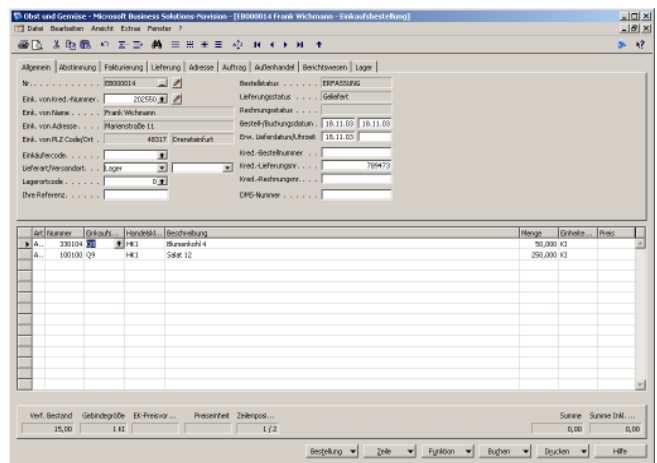 Obst und Gemüse - Microsoft Business Solutions-Navision - [EB000014 Frank Wichmann - Einkaufsbestellung]
Datei Bearbeiten Ansicht Extras Fenster ?
Allgemein Abstimmung Fakturierung Lieferung Adresse Auftrag Außenhandel Berichtswesen Lager
Nr. . . . . . . . . . . . . EB000014 Bestellstatus . . . . . . ERFASSUNG
Eink. von Kred.-Nummer. 202550 Lieferungsstatus . . . . Geliefert
Eink. von Name . . . . . Frank Wichmann Rechnungsstatus . . . .
Eink. von Adresse . . . . Marienstraße 11 Bestell-/Buchungsdatum . 18.11.03 18.11.03
Eink. von PLZ-Code/Ort . 48317 Drensteinfurt Erw. Lieferdatum/Uhrzeit 18.11.03
Einkäufercode. . . . . . Kred.-Bestellnummer . .
Lieferart/Versandart. . . Lager Kred.-Lieferungsnr. . . . 789473
Lagerortcode . . . . . . 0 Kred.-Rechnungsnr. . . .
Ihre Referenz. . . . . . DMS-Nummer . . . . . .
Art Nummer Einkaufs... Handelskl... Beschreibung Menge Einheite... Preis
A.. 330104 HK1 Blumenkohl 4 50,000 KI
A.. 100100 Q9 HK1 Salat 12 250,000 KI
Verf. Bestand Gebindegröße EK-Preisvor... Preiseinheit Zeilenposi... Summe Summe Inkl. ...
15,00 1 KI 1 / 2 0,00 0,00
Bestellung Zeile Funktion Buchen Drucken Hilfe